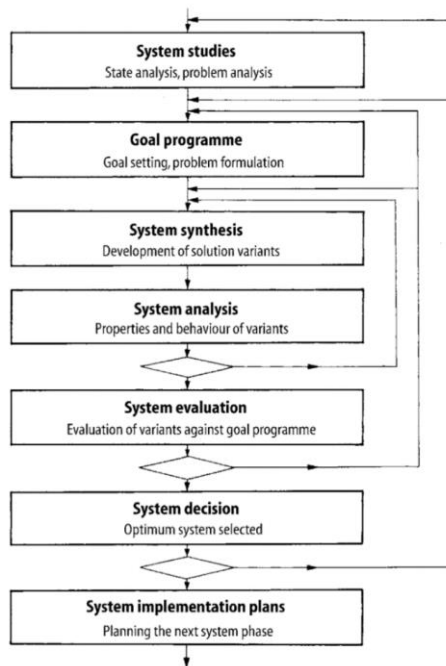 System studies
State analysis, problem analysis
Goal programme
Goal setting, problem formulation
System synthesis
Development of solution variants
System analysis
Properties and behaviour of variants
System evaluation
Evaluation of variants against goal programme
System decision
Optimum system selected
System implementation plans
Planning the next system phase